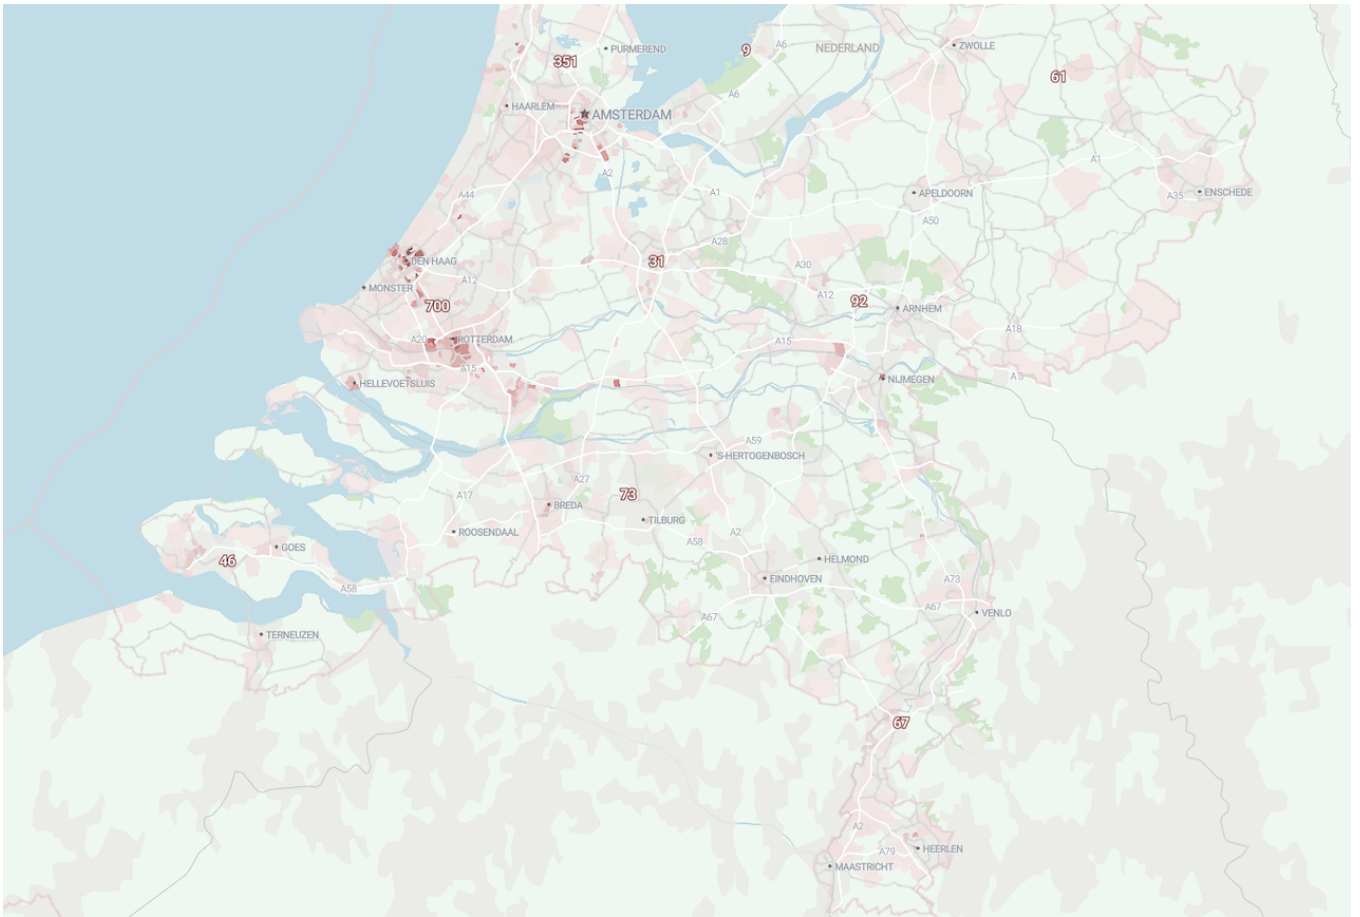 PURMEREND
9
A6
NEDERLAND
ZWOLLE
351
61
HAARLEM
A6
AMSTERDAM
A1
A2
A44
A1
APELDOORN
A35
ENSCHEDE
A50
A28
DEN HAAG
31
A30
A12
MONSTER
A12
700
92
ARNHEM
A20
ROTTERDAM
A15
A18
A15
HELLEVOETSLUIS
NIJMEGEN
A3
A59
'S-HERTOGENBOSCH
A27
A17
73
BREDA
TILBURG
ROOSENDAAL
A2
A58
GOES
46
HELMOND
EINDHOVEN
A58
A73
A67
A67
VENLO
TERNEUZEN
67
A2
A79
HEERLEN
MAASTRICHT